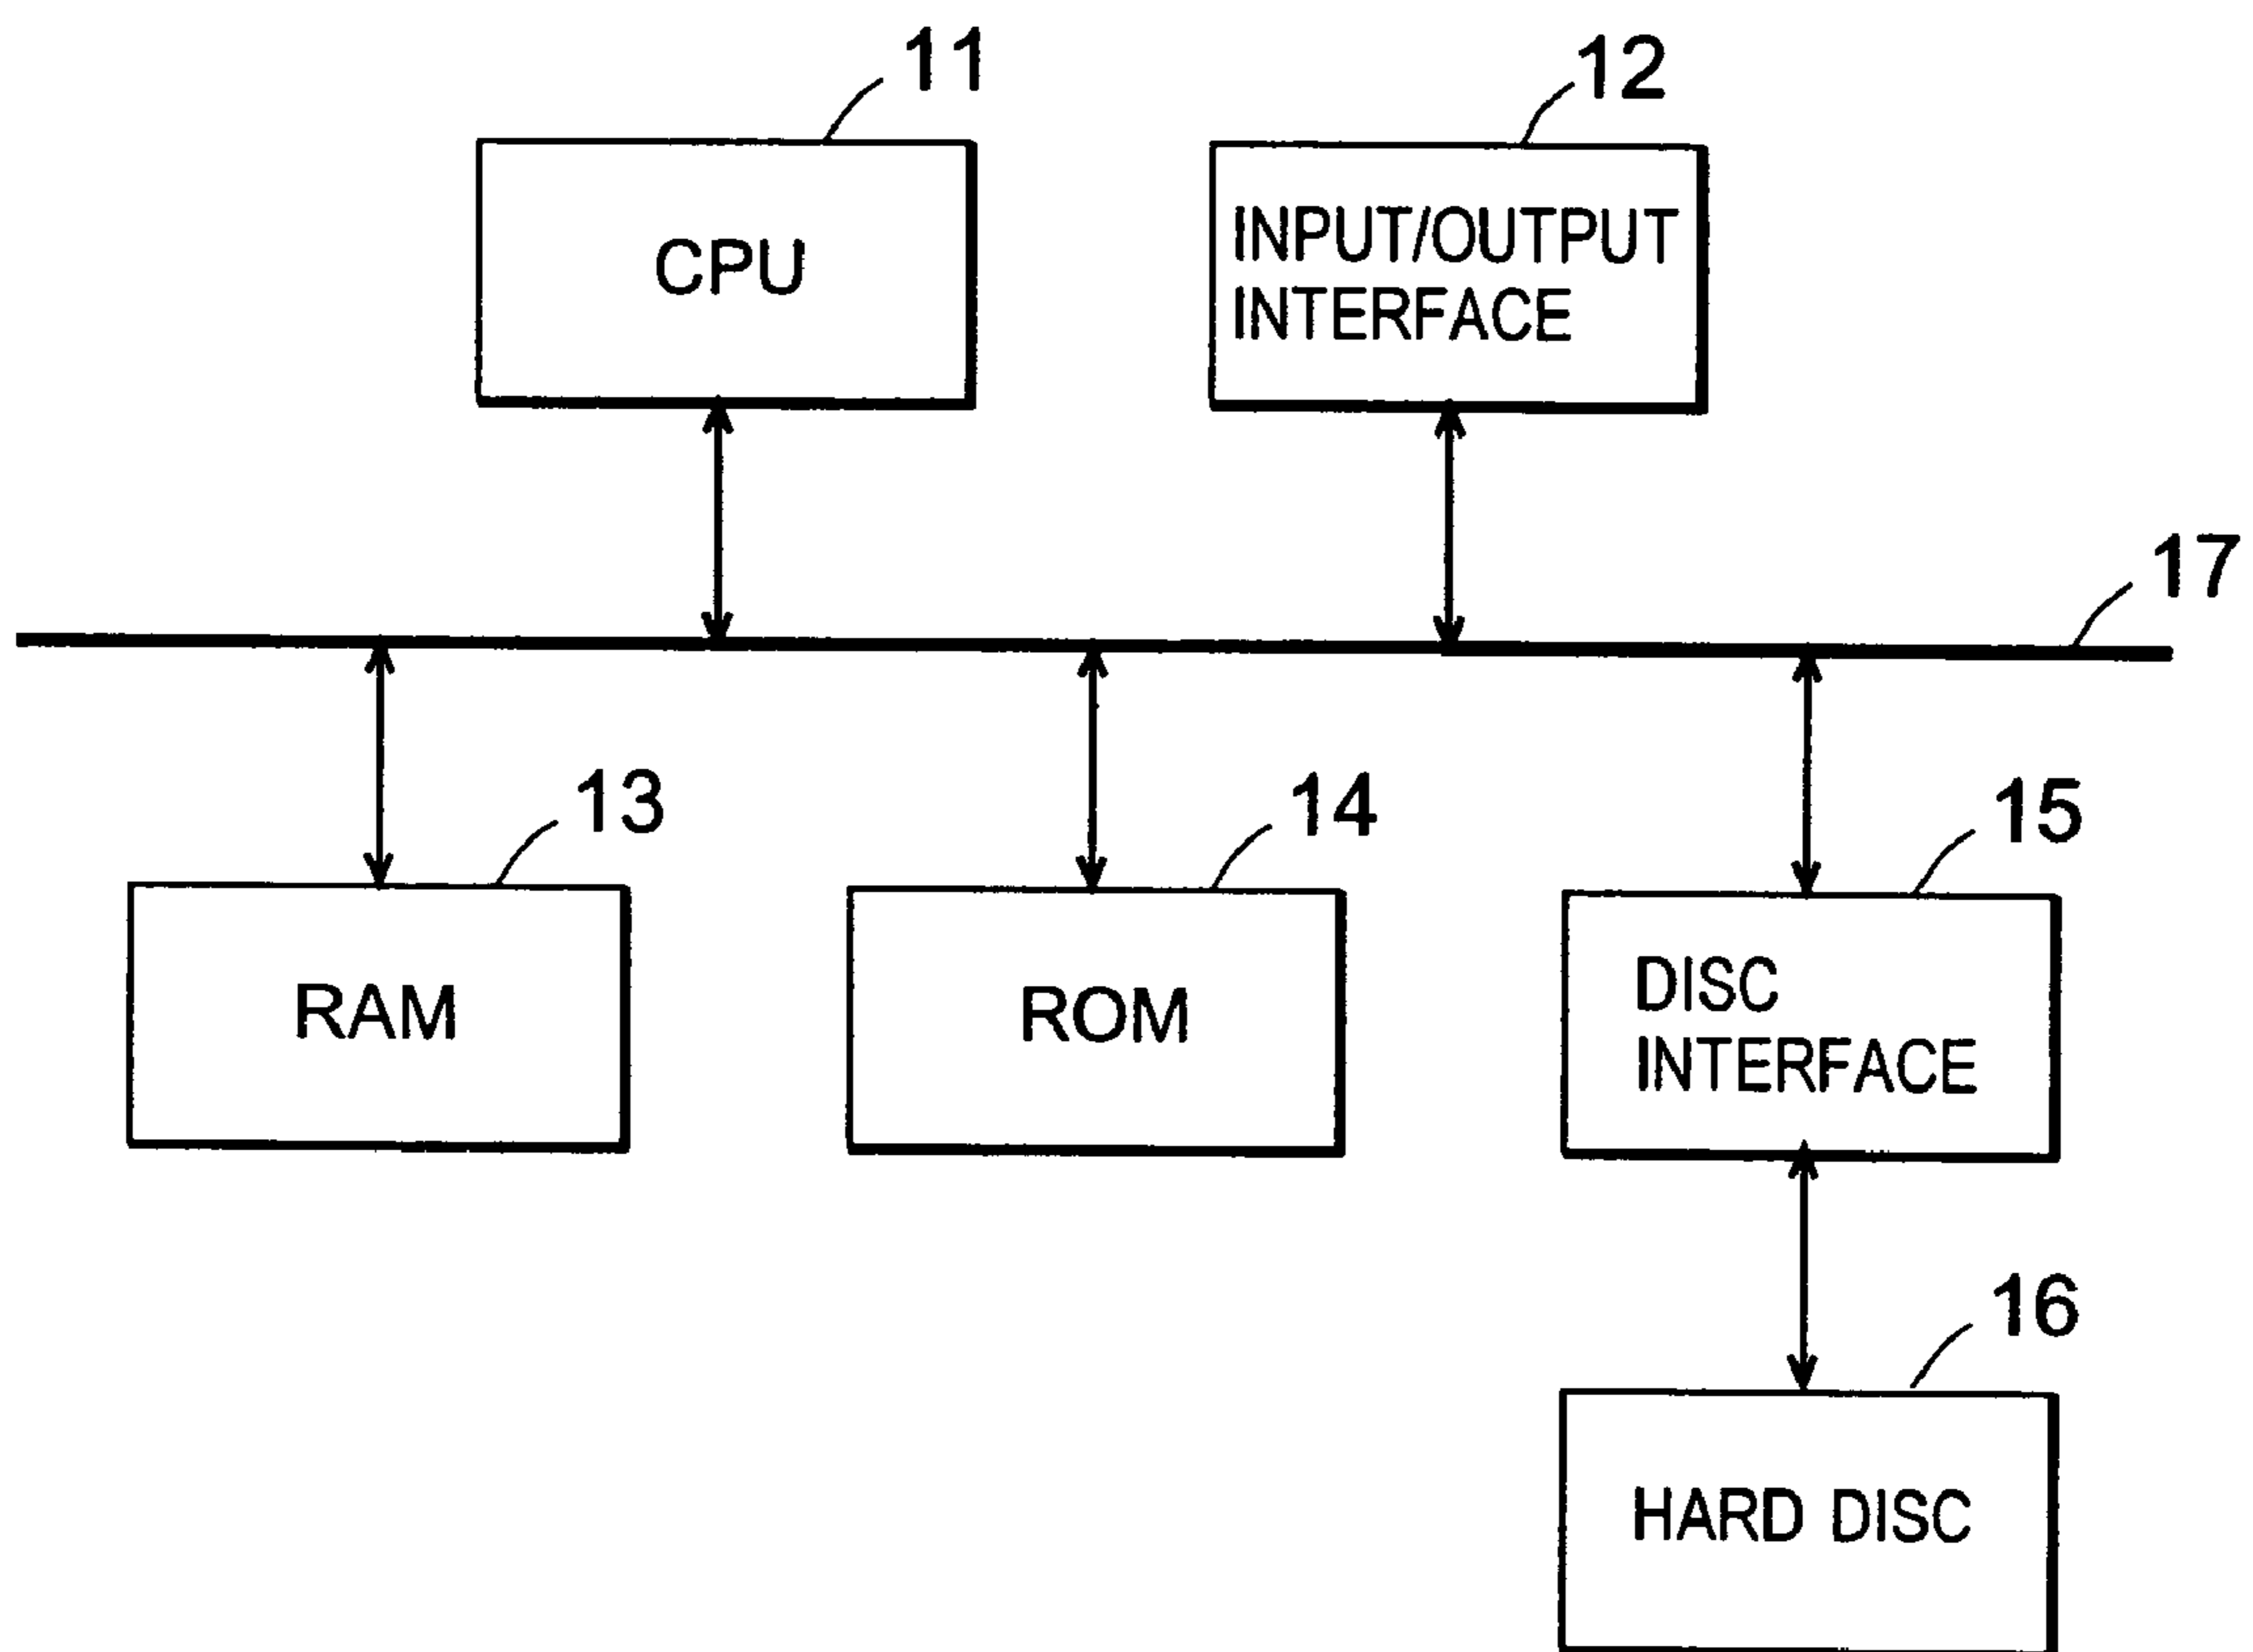 11
12
CPU
INPUT/OUTPUT
INTERFACE
17
13
14
15
RAM
ROM
DISC
INTERFACE
16
HARD DISC